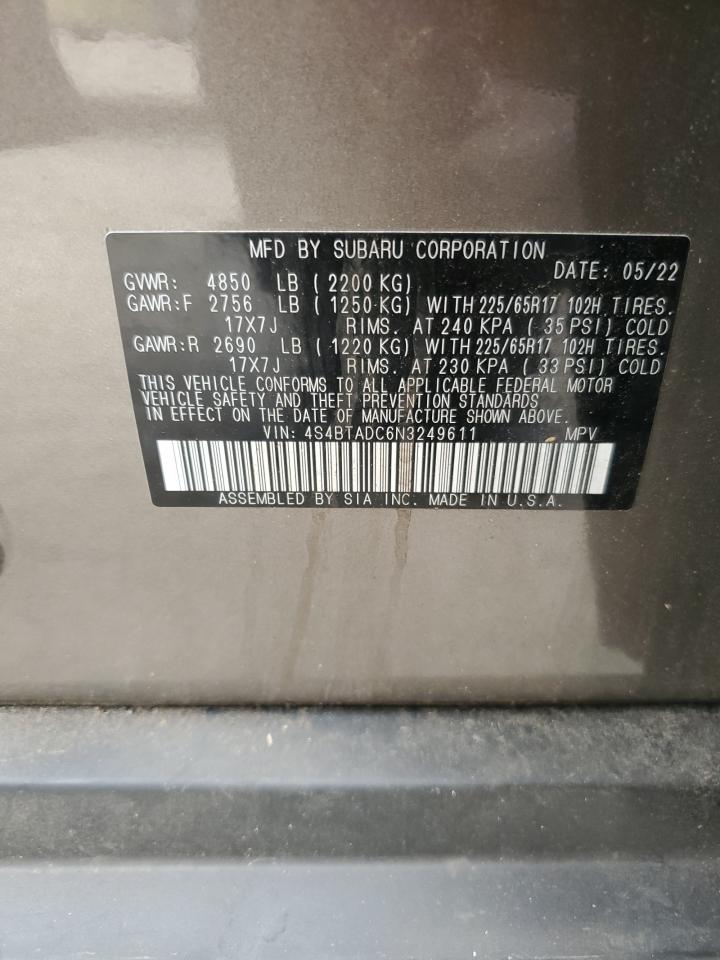 MFD BY SUBARU CORPORATION
DATE: 05/22
GVWR: 4850 LB ( 2200 KG)
GAWR:F 2756 LB ( 1250 KG) WITH 225/65R17 102H TIRES.
17X7J RIMS. AT 240 KPA ( 35 PSI) COLD
GAWR:R 2690 LB ( 1220 KG) WITH 225/65R17 102H TIRES.
17X7J RIMS. AT 230 KPA ( 33 PSI) COLD
THIS VEHICLE CONFORMS TO ALL APPLICABLE FEDERAL MOTOR
VEHICLE SAFETY AND THEFT PREVENTION STANDARDS
IN EFFECT ON THE DATE OF MANUFACTURE SHOWN ABOVE.
VIN: 4S4BTADC6N3249611 MPV
ASSEMBLED BY SIA INC. MADE IN U.S.A.